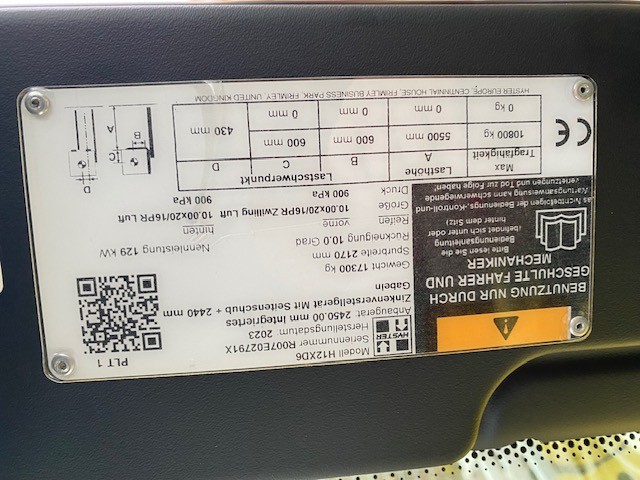 BENUTZUNG NUR DURCH
GESCHULTE FAHRER UND
MECHANIKER
Bitte lesen Sie die
Bedienungsanleitung
(befindet sich unter oder
hinter dem Sitz)
Wartungsanweisung kann schwerwiegende
Verletzungen und Tod zur Folge haben
HYSTER
Modell H12XD6
Seriennummer R007E02791X
Herstellungsdatum 2023
Anbaugerät: 2450.00 mm integriertes
Zinkenverstellgerät Mit Seitenschub + 2440 mm
Gabeln
Gewicht 17300 kg
Spurbreite 2170 mm
Rückneigung 10.0 Grad
Nennleistung 129 kW
Reifen vorne hinten
Größe 10.00x20/16PR Zwilling Luft 10.00x20/16PR Luft
Druck 900 kPa 900 kPa
PLT 1
CE
Max Tragfähigkeit Lasthöhe Lastschwerpunkt
A B C D
10800 kg 5500 mm 600 mm 600 mm 430 mm
0 kg 0 mm 0 mm 0 mm
A
B
C
D
HYSTER EUROPE, CENTENNIAL HOUSE, FRIMLEY BUSINESS PARK, FRIMLEY, UNITED KINGDOM